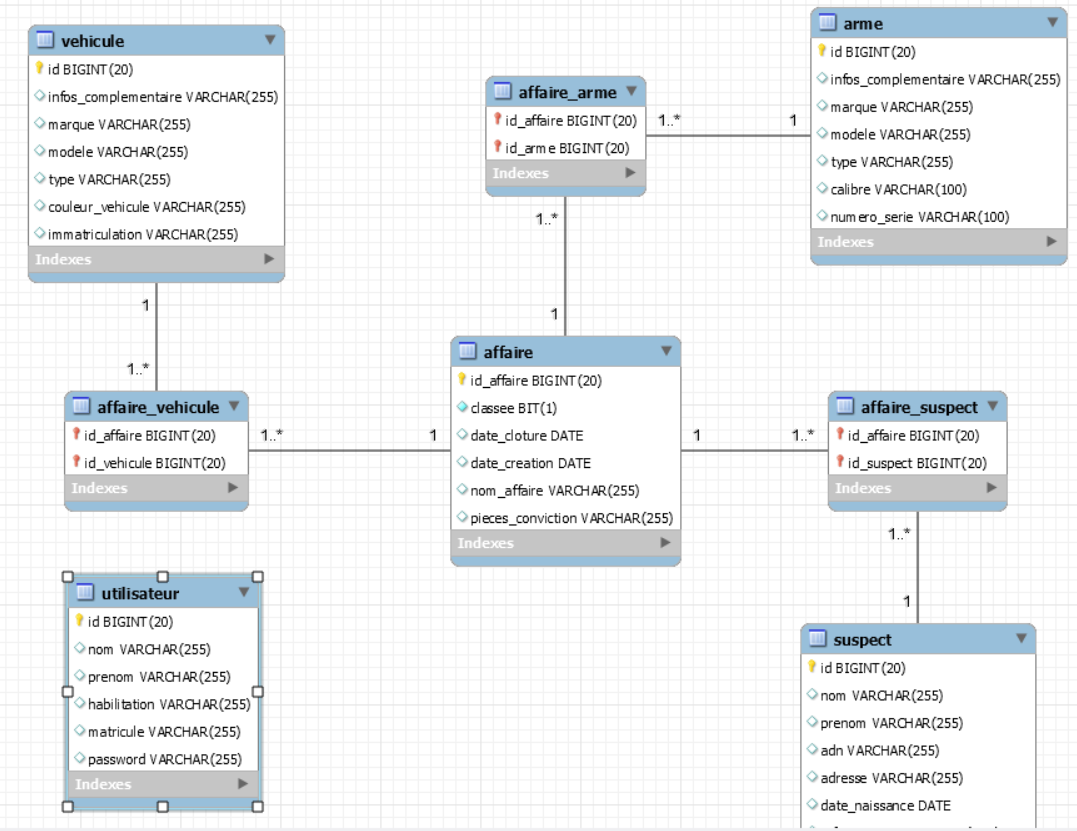 vehicule
id BIGINT(20)
infos_complementaire VARCHAR(255)
marque VARCHAR(255)
modele VARCHAR(255)
type VARCHAR(255)
couleur_vehicule VARCHAR(255)
immatriculation VARCHAR(255)
Indexes
1
1..*
affaire_arme
id_affaire BIGINT(20)
id_arme BIGINT(20)
Indexes
1..*
1
1..*
1
arme
id BIGINT(20)
infos_complementaire VARCHAR(255)
marque VARCHAR(255)
modele VARCHAR(255)
type VARCHAR(255)
calibre VARCHAR(100)
numero_serie VARCHAR(100)
Indexes
affaire_vehicule
id_affaire BIGINT(20)
id_vehicule BIGINT(20)
Indexes
1..*
1
affaire
id_affaire BIGINT(20)
classee BIT(1)
date_cloture DATE
date_creation DATE
nom_affaire VARCHAR(255)
pieces_conviction VARCHAR(255)
Indexes
1
1..*
affaire_suspect
id_affaire BIGINT(20)
id_suspect BIGINT(20)
Indexes
1..*
1
utilisateur
id BIGINT(20)
nom VARCHAR(255)
prenom VARCHAR(255)
habilitation VARCHAR(255)
matricule VARCHAR(255)
password VARCHAR(255)
Indexes
suspect
id BIGINT(20)
nom VARCHAR(255)
prenom VARCHAR(255)
adn VARCHAR(255)
adresse VARCHAR(255)
date_naissance DATE